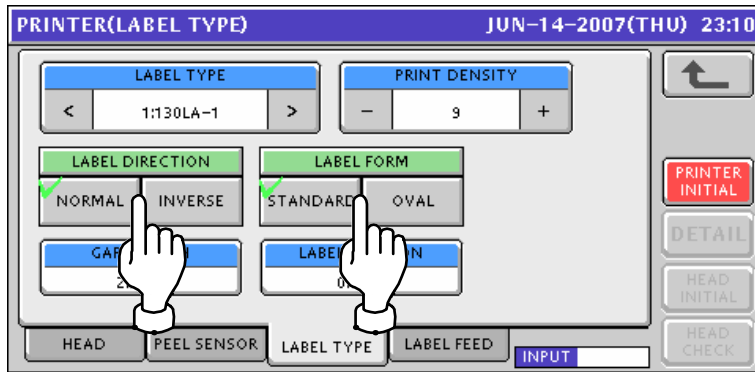 PRINTER(LABEL TYPE) JUN-14-2007(THU) 23:10
LABEL TYPE
< 1:130LA-1 >
PRINT DENSITY
- 9 +
LABEL DIRECTION
NORMAL INVERSE
LABEL FORM
STANDARD OVAL
LABEL
PRINTER
INITIAL
DETAIL
HEAD
INITIAL
HEAD
CHECK
HEAD
PEEL SENSOR
LABEL TYPE
LABEL FEED
INPUT